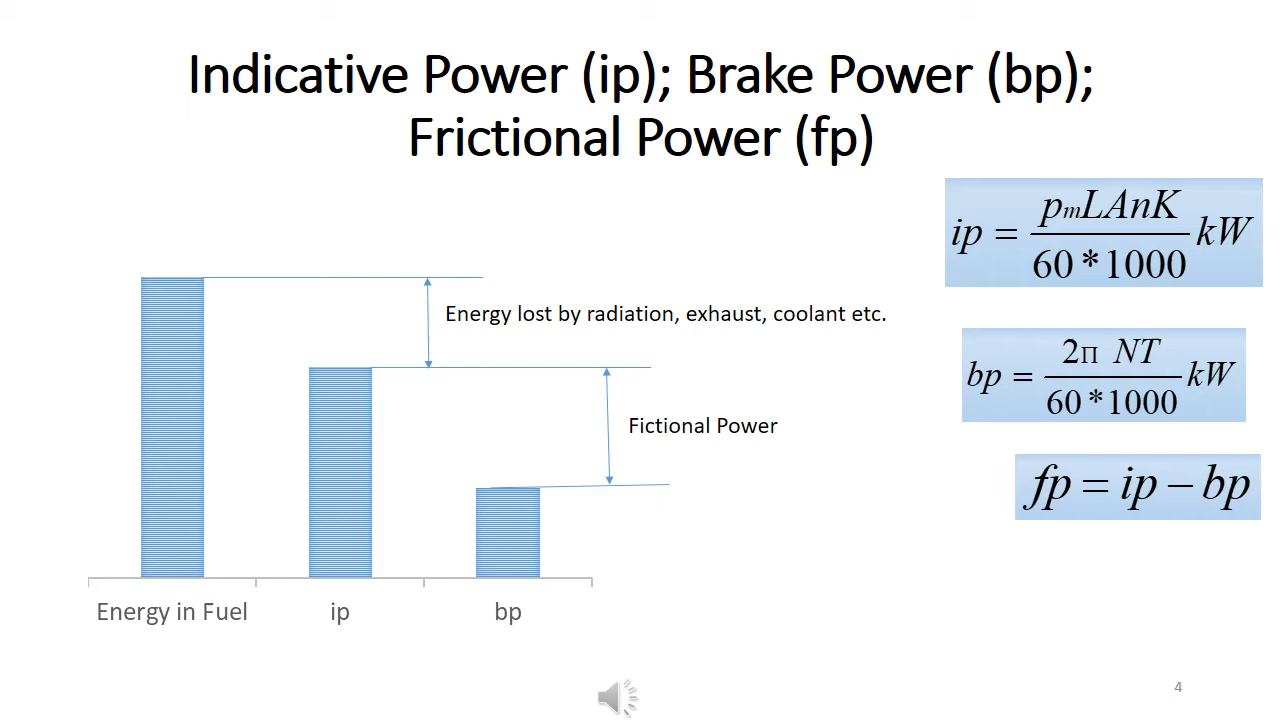 Indicative Power (ip); Brake Power (bp);
Frictional Power (fp)
ip = pmLAnK / 60*1000 kW
Energy lost by radiation, exhaust, coolant etc.
bp = 2п NT / 60*1000 kW
Fictional Power
fp = ip − bp
Energy in Fuel ip bp
4